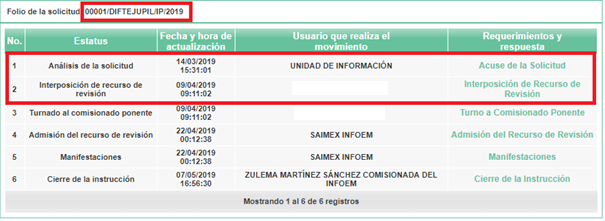 Folio de la solicitud: 00001/DIFTEJUPIL/IP/2019
No. Estatus Fecha y hora de actualización Usuario que realiza el movimiento Requerimientos y respuesta
1 Análisis de la solicitud 14/03/2019 15:31:01 UNIDAD DE INFORMACIÓN Acuse de la Solicitud
2 Interposición de recurso de revisión 09/04/2019 09:11:02 Interposición de Recurso de Revisión
3 Turnado al comisionado ponente 09/04/2019 09:11:02 Turno a Comisionado Ponente
4 Admisión del recurso de revisión 22/04/2019 00:12:38 SAIMEX INFOEM Admisión del Recurso de Revisión
5 Manifestaciones 22/04/2019 00:12:38 SAIMEX INFOEM Manifestaciones
6 Cierre de la instrucción 07/05/2019 16:56:30 ZULEMA MARTÍNEZ SÁNCHEZ COMISIONADA DEL INFOEM Cierre de la Instrucción
Mostrando 1 al 6 de 6 registros